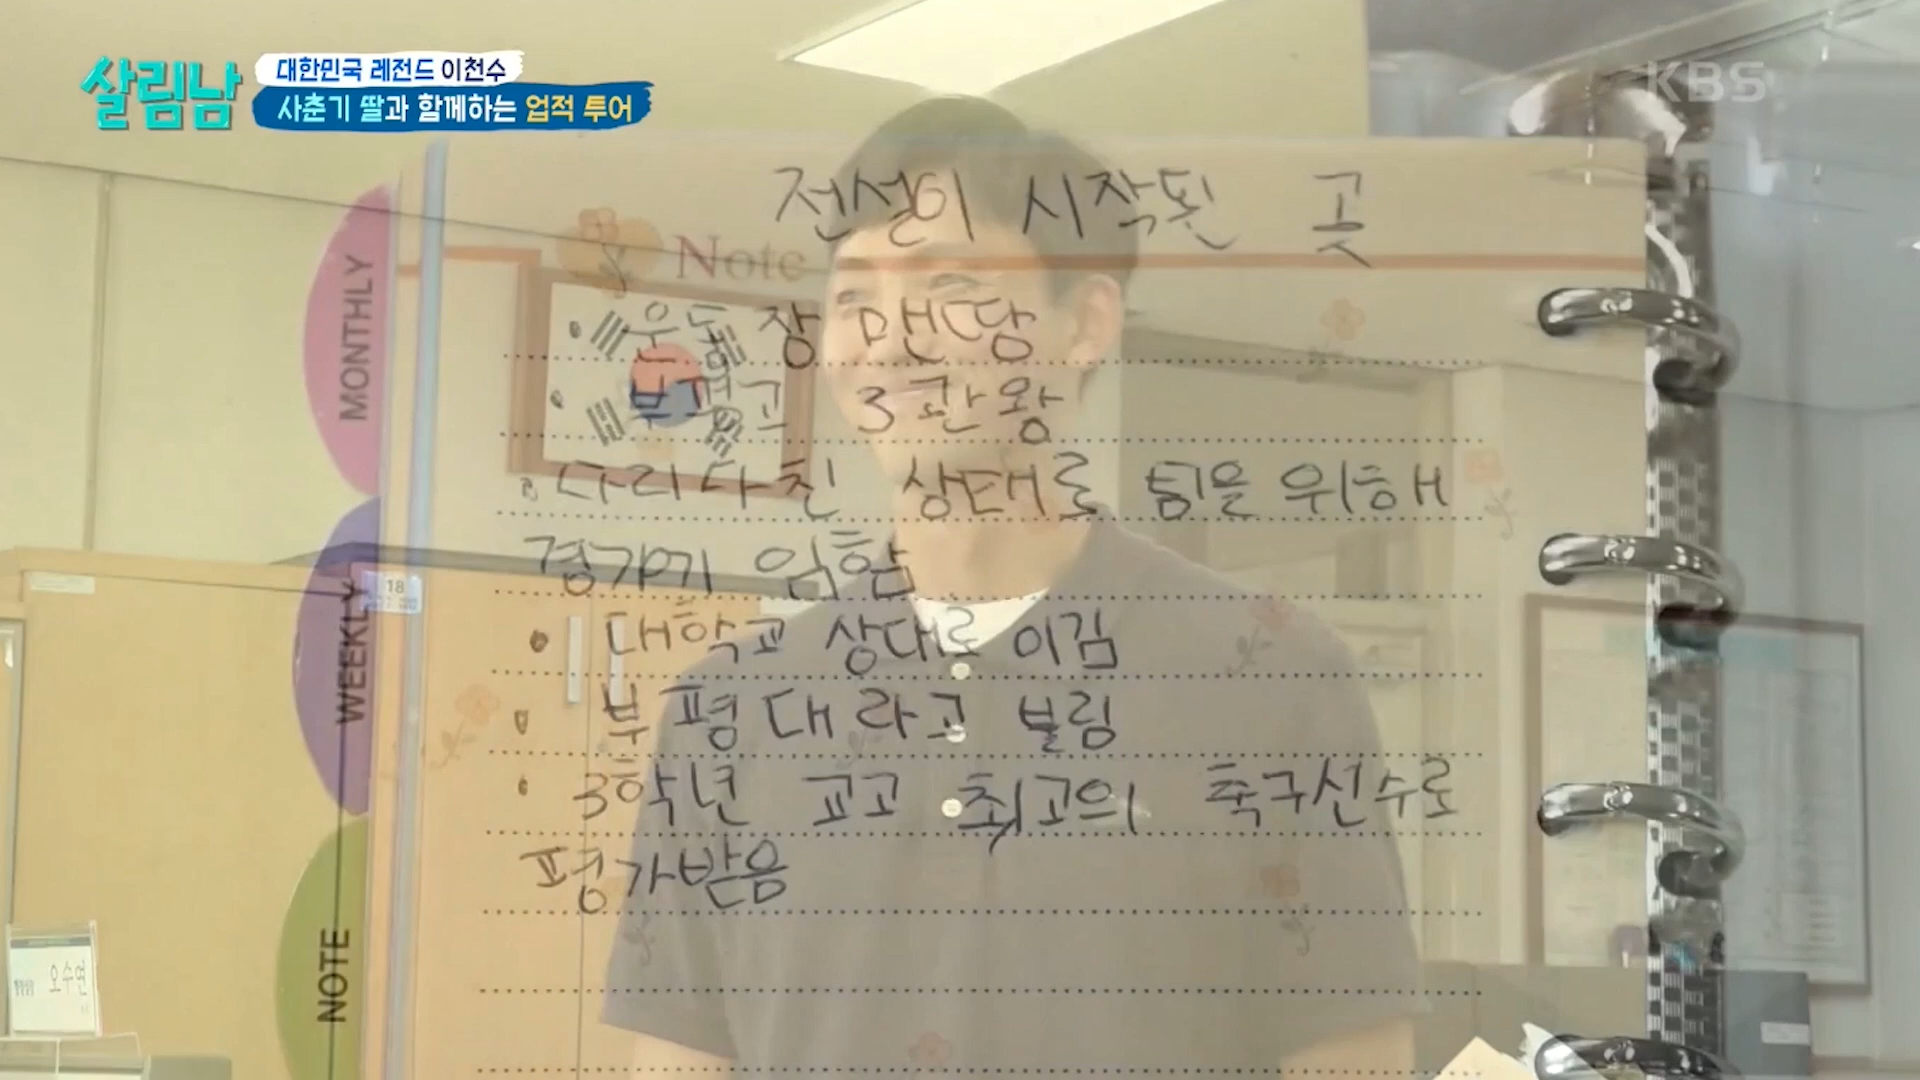 살림남
대한민국 레전드 이천수
사춘기 딸과 함께하는 업적 투어
KBS
전설이 시작된 곳
Note
운동장 맨땅
부평고 3관왕
다리 다친 상태로 팀을 위해
경기기 임함
대학교 상대로 이김
부평대라고 불림
3학년 교고 최고의 축구선수로
평가받음
MONTHLY
WEEKLY
NOTE
18
오수연